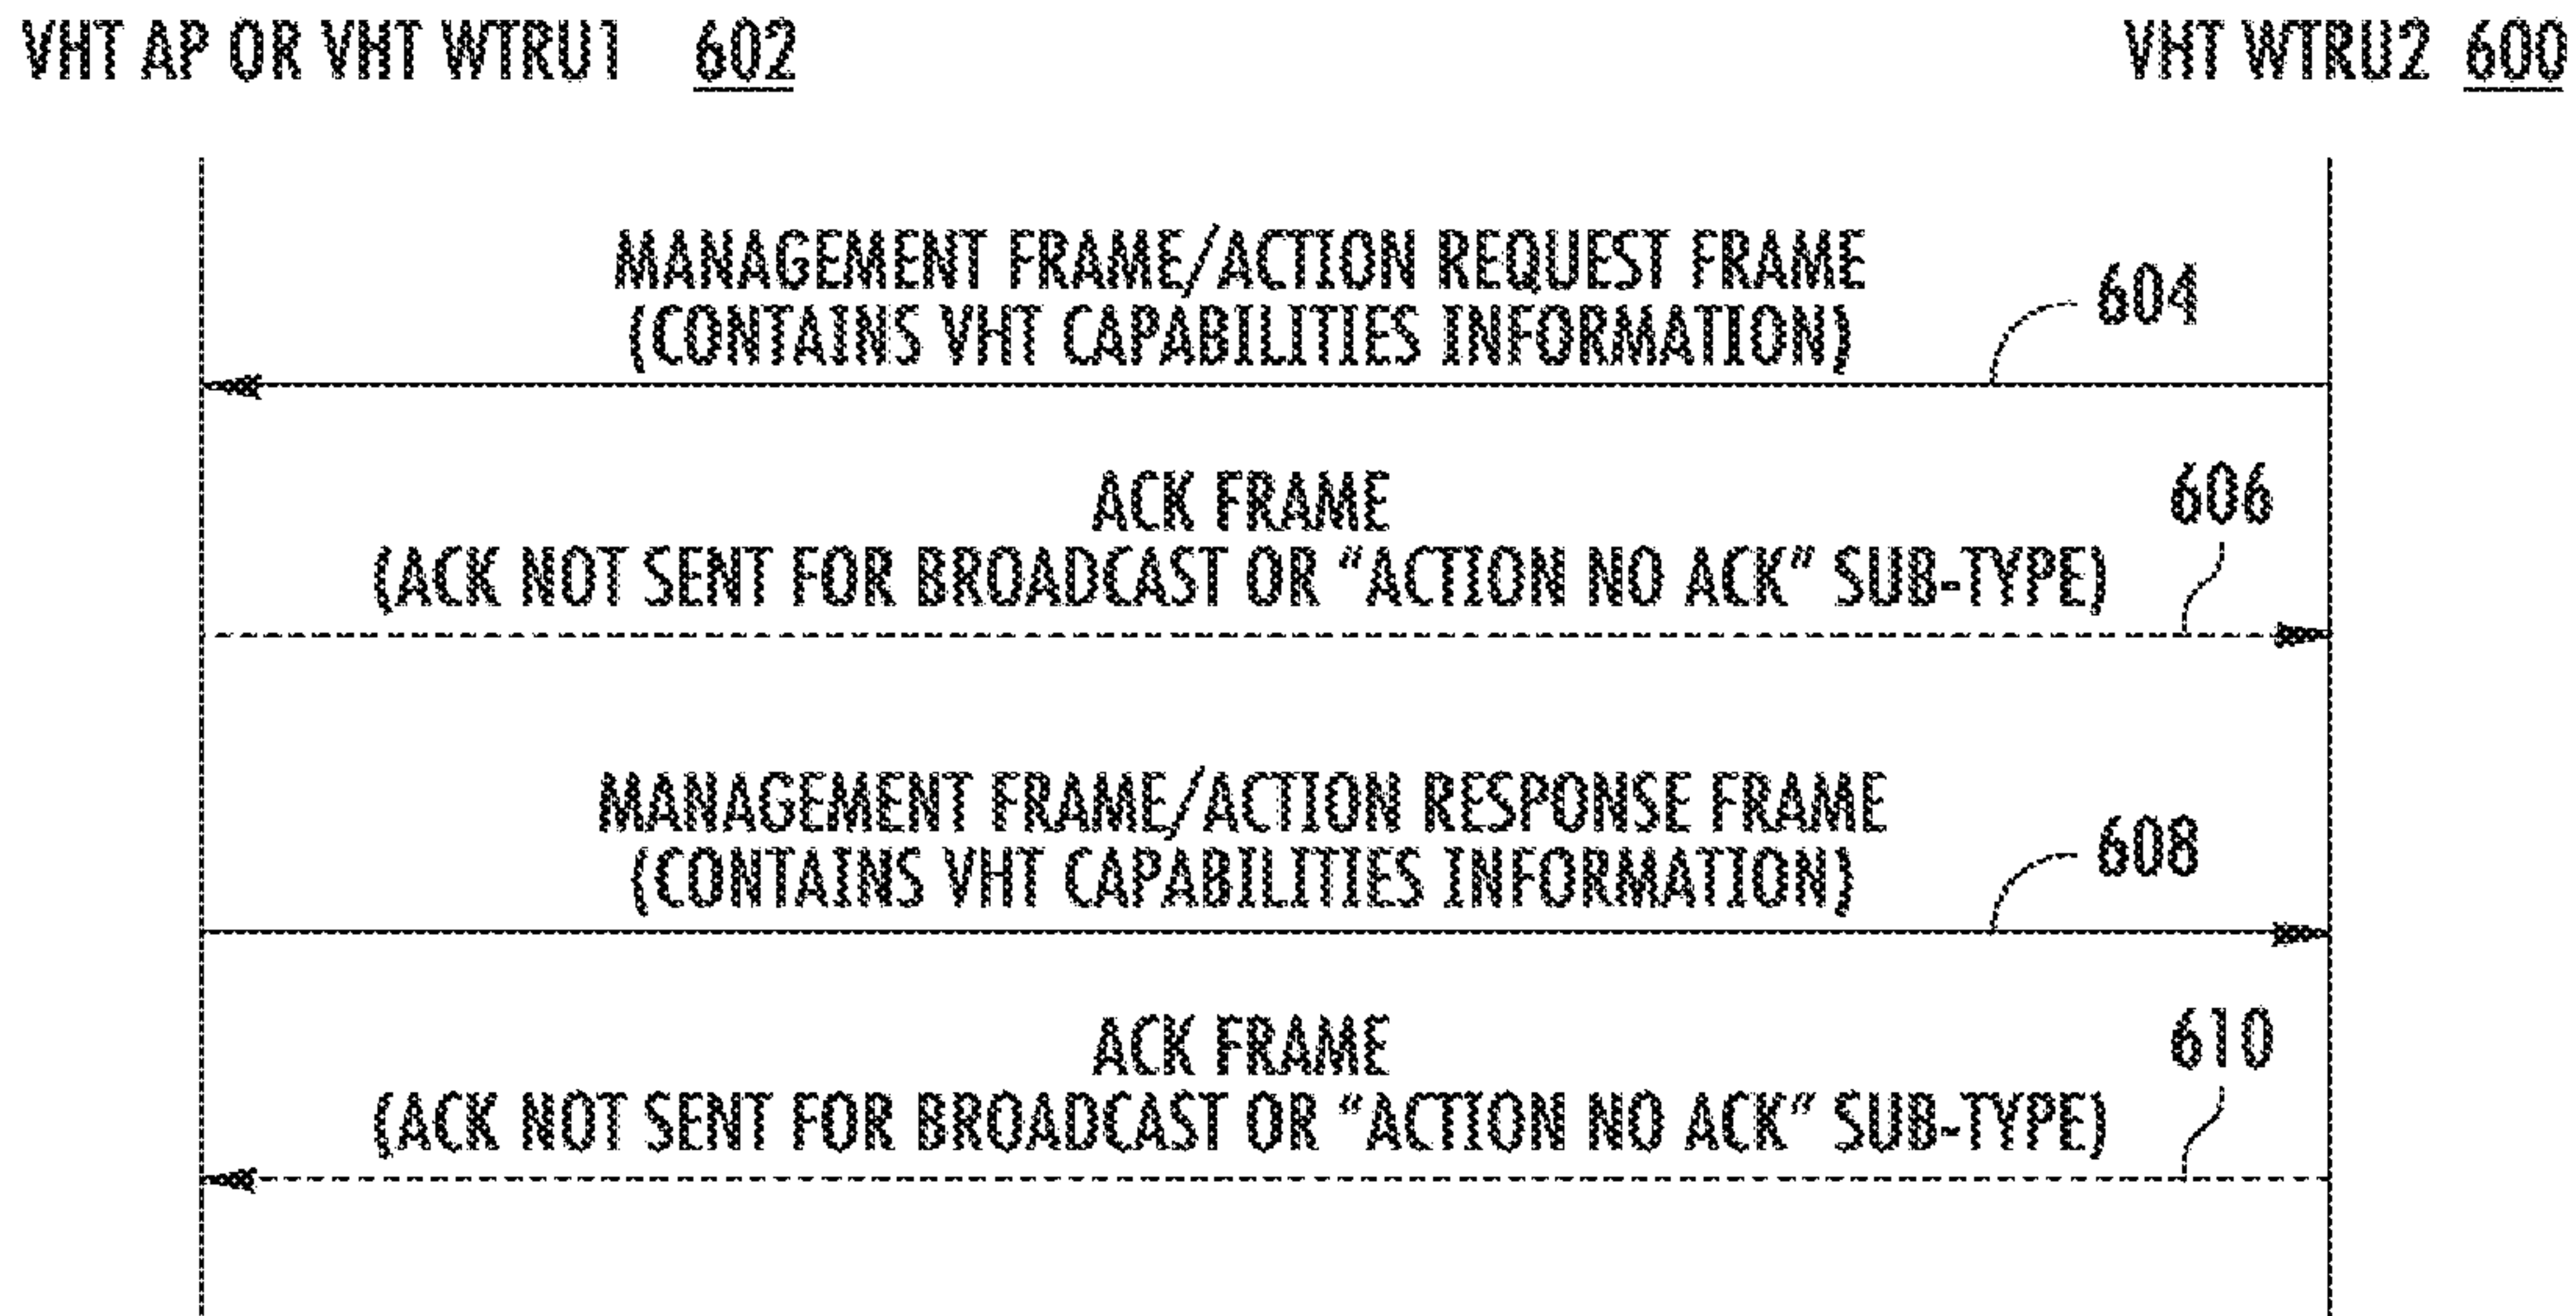 VHT AP OR VHT WTRU1 602
VHT WTRU2 600
MANAGEMENT FRAME/ACTION REQUEST FRAME
(CONTAINS VHT CAPABILITIES INFORMATION)
604
ACK FRAME
606
(ACK NOT SENT FOR BROADCAST OR "ACTION NO ACK" SUB-TYPE)
MANAGEMENT FRAME/ACTION RESPONSE FRAME
(CONTAINS VHT CAPABILITIES INFORMATION)
608
ACK FRAME
610
(ACK NOT SENT FOR BROADCAST OR "ACTION NO ACK" SUB-TYPE)